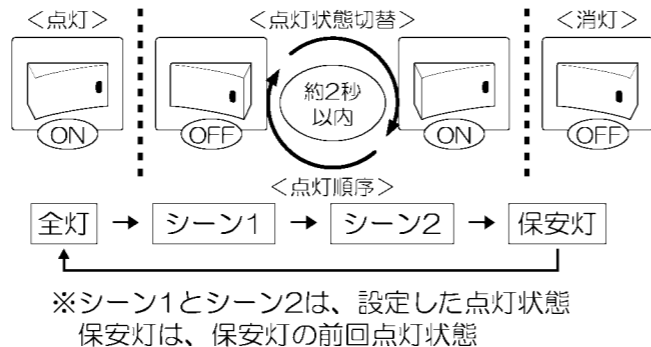 <点灯> <点灯状態切替> <消灯>
約2秒
以内
ON OFF ON OFF
<点灯順序>
全灯 → シーン1 → シーン2 → 保安灯
※シーン1とシーン2は、設定した点灯状態
保安灯は、保安灯の前回点灯状態